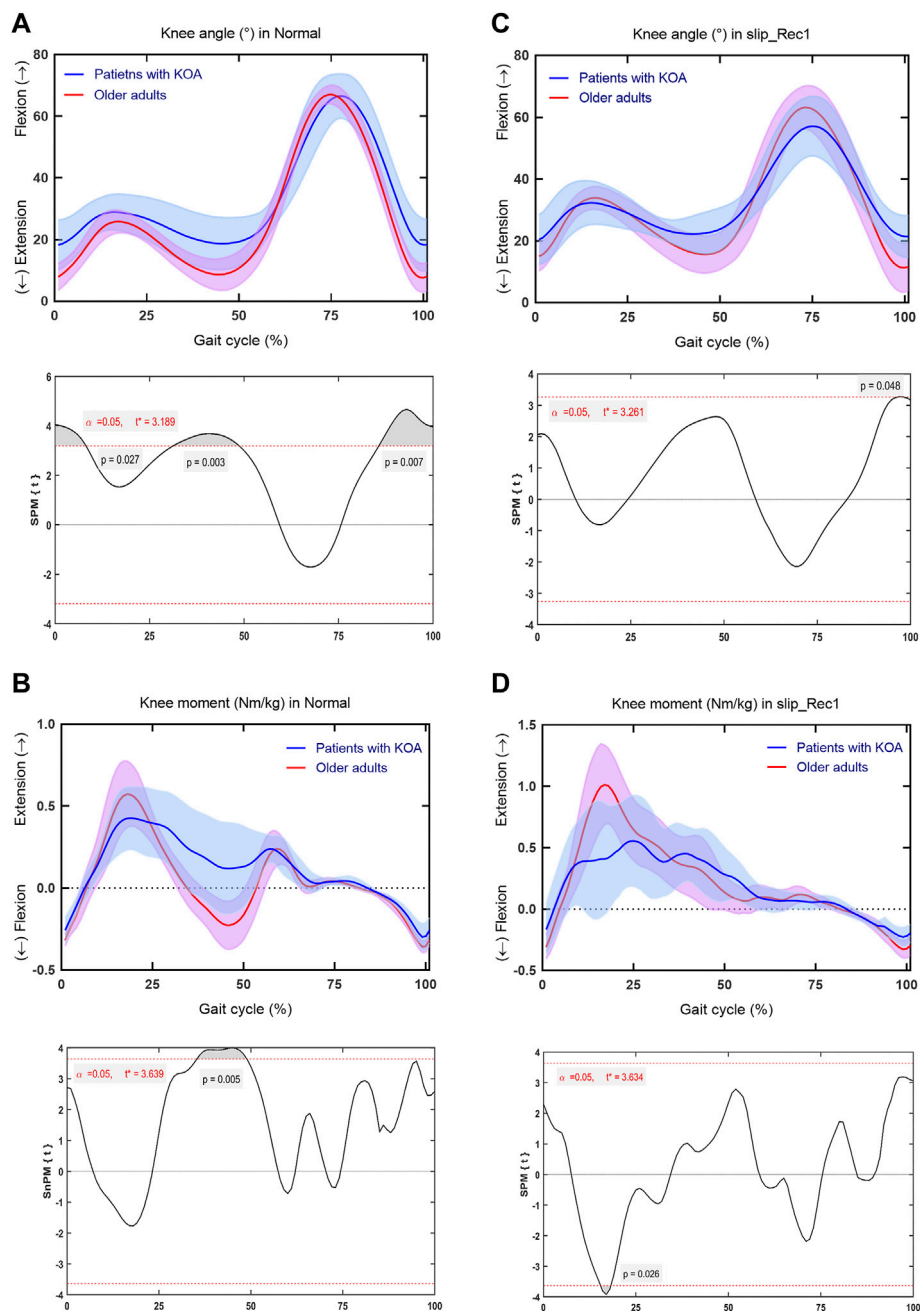 A
Knee angle (°) in Normal
80
60
40
20
0
(←) Extension Flexion (→)
Patietns with KOA
Older adults
0 25 50 75 100
Gait cycle (%)
6
4
2
0
-2
-4
SPM { t }
α =0.05, t* = 3.189
p = 0.027
p = 0.003
p = 0.007
0 25 50 75 100
C
Knee angle (°) in slip_Rec1
80
60
40
20
0
(←) Extension Flexion (→)
Patients with KOA
Older adults
0 25 50 75 100
Gait cycle (%)
4
3
2
1
0
-1
-2
-3
-4
SPM { t }
α =0.05, t* = 3.261
p = 0.048
0 25 50 75 100
B
Knee moment (Nm/kg) in Normal
1.0
0.5
0.0
-0.5
(←) Flexion Extension (→)
Patients with KOA
Older adults
0 25 50 75 100
Gait cycle (%)
4
3
2
1
0
-1
-2
-3
-4
SnPM { t }
α =0.05, t* = 3.639
p = 0.005
0 25 50 75 100
D
Knee moment (Nm/kg) in slip_Rec1
1.5
1.0
0.5
0.0
-0.5
(←) Flexion Extension (→)
Patients with KOA
Older adults
0 25 50 75 100
Gait cycle (%)
4
3
2
1
0
-1
-2
-3
-4
SPM { t }
α =0.05, t* = 3.634
p = 0.026
0 25 50 75 100